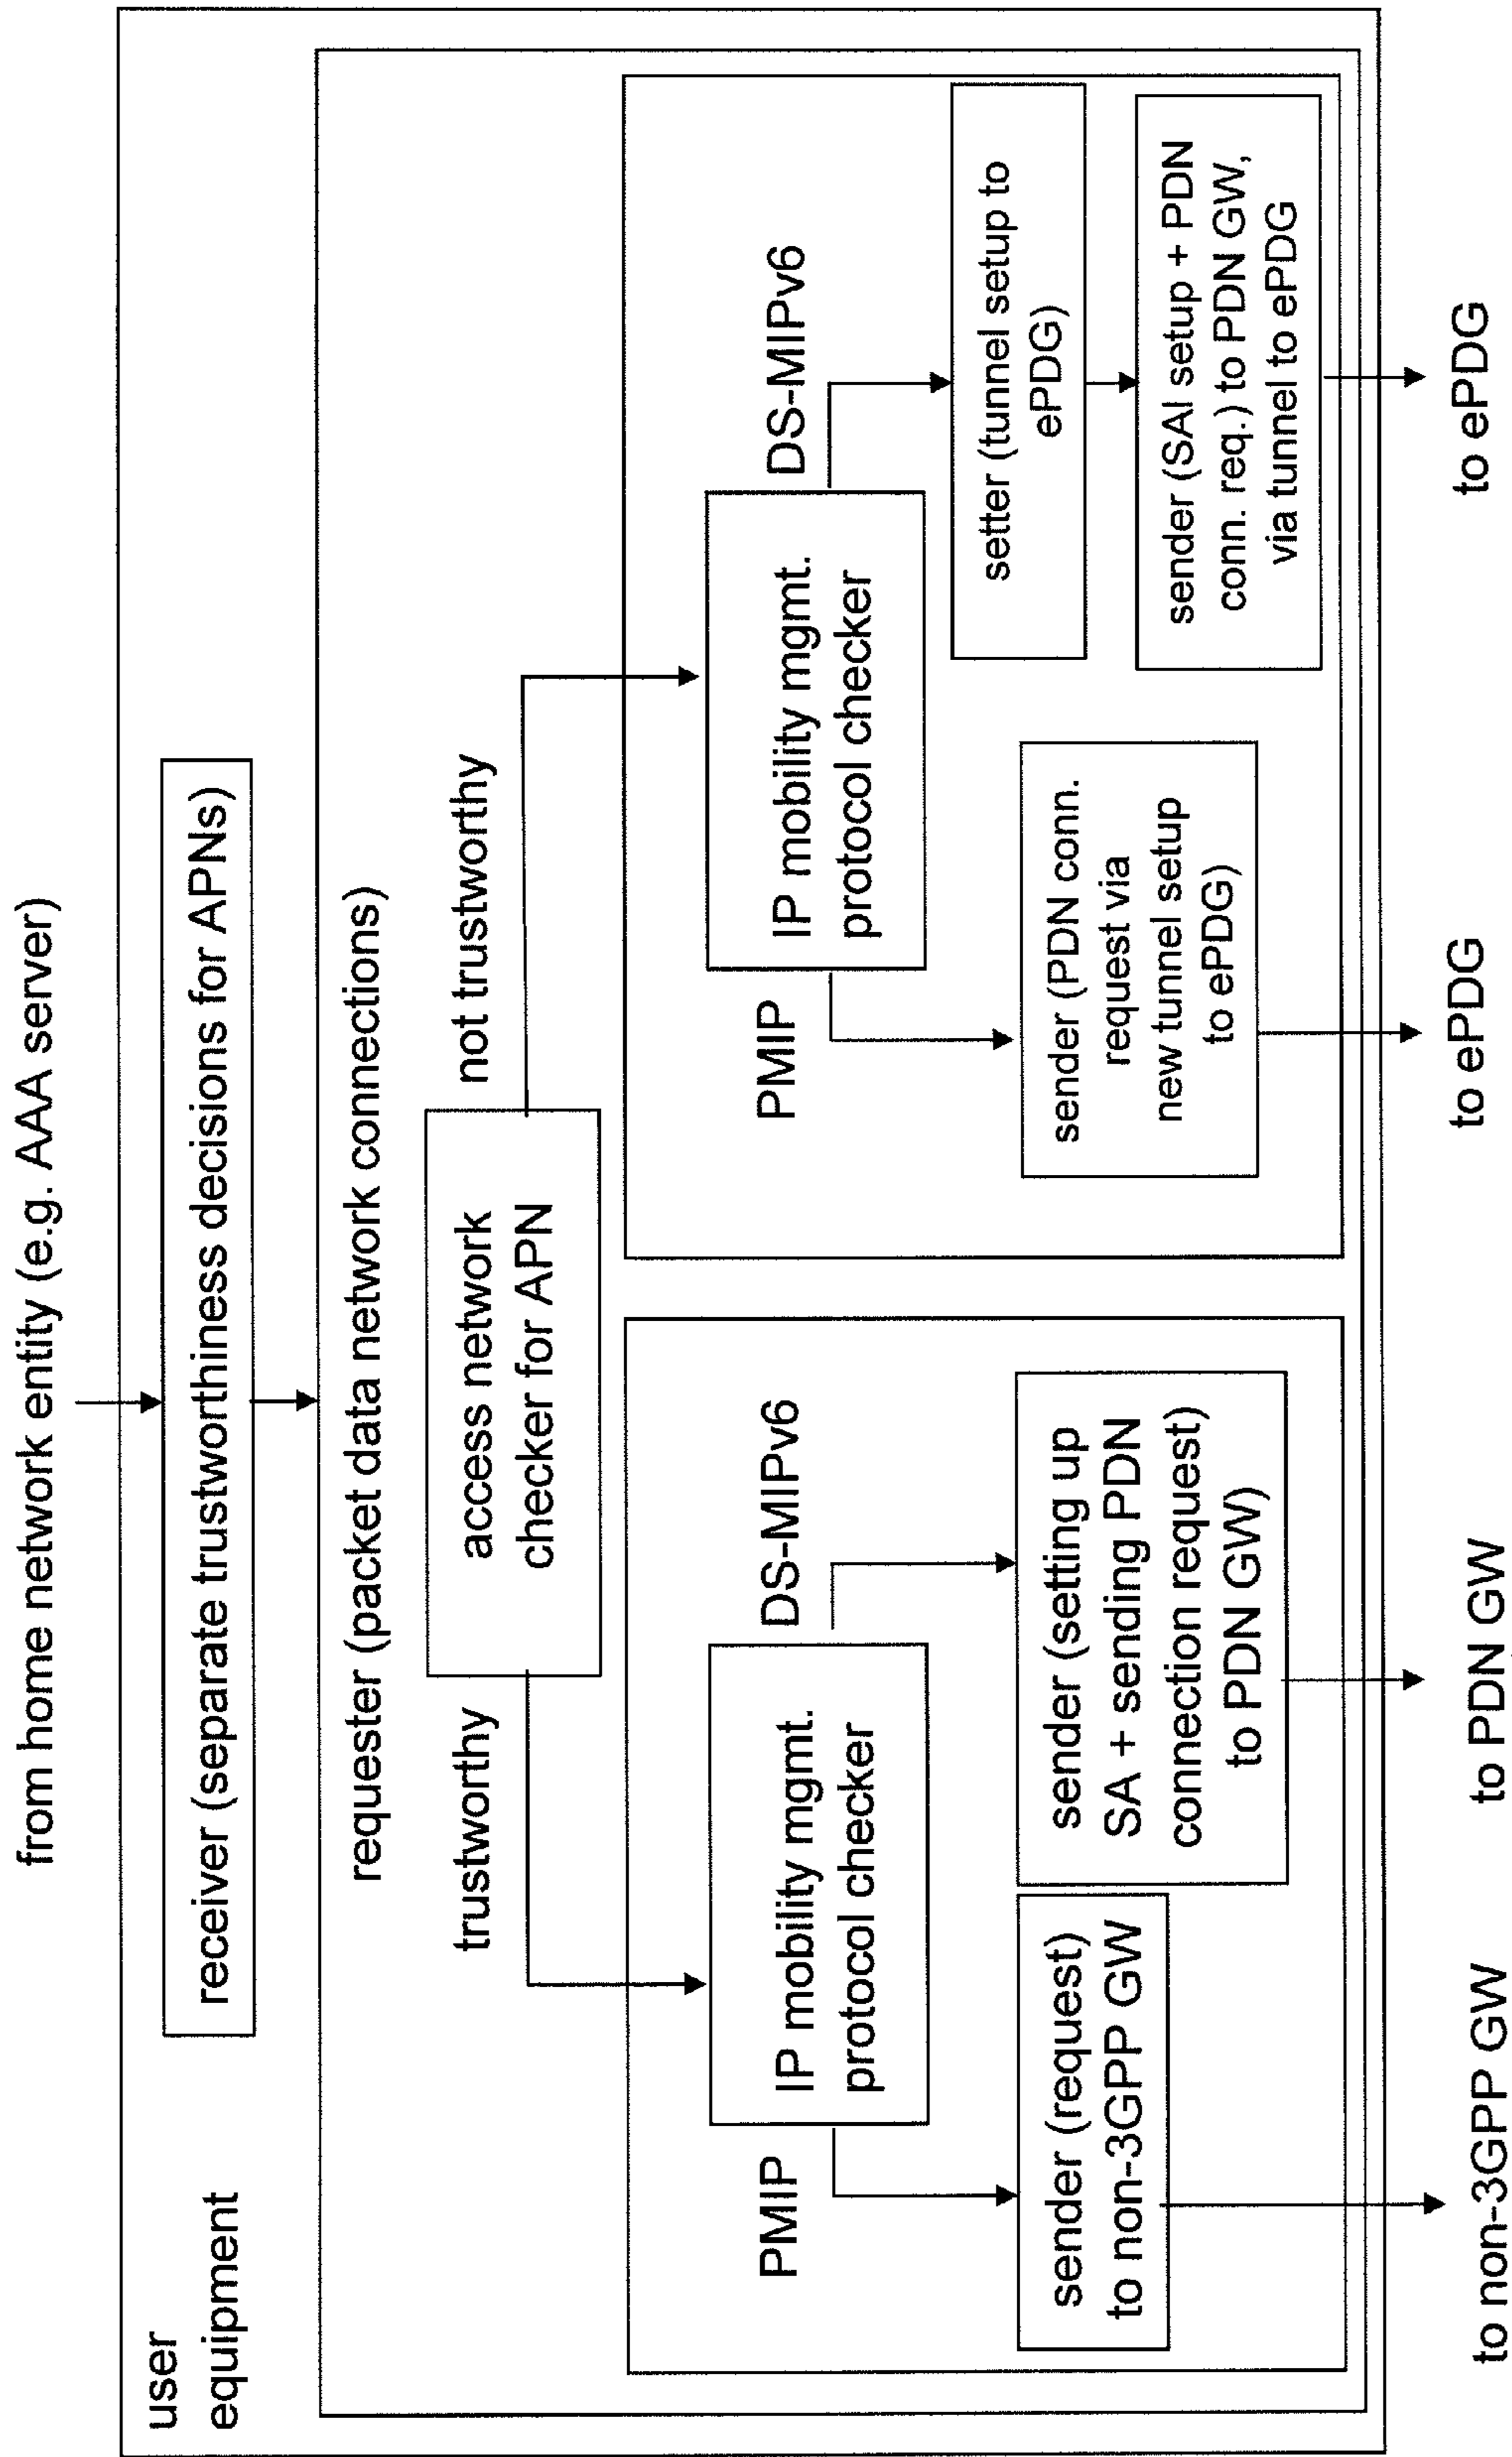 from home network entity (e.g. AAA server)
user
equipment
receiver (separate trustworthiness decisions for APNs)
requester (packet data network connections)
access network
checker for APN
trustworthy
not trustworthy
IP mobility mgmt.
protocol checker
PMIP
DS-MIPv6
sender (request)
to non-3GPP GW
sender (setting up
SA + sending PDN
connection request)
to PDN GW)
IP mobility mgmt.
protocol checker
PMIP
DS-MIPv6
sender (PDN conn.
request via
new tunnel setup
to ePDG)
setter (tunnel setup to
ePDG)
sender (SAI setup + PDN
conn. req.) to PDN GW,
via tunnel to ePDG
to non-3GPP GW
to PDN GW
to ePDG
to ePDG